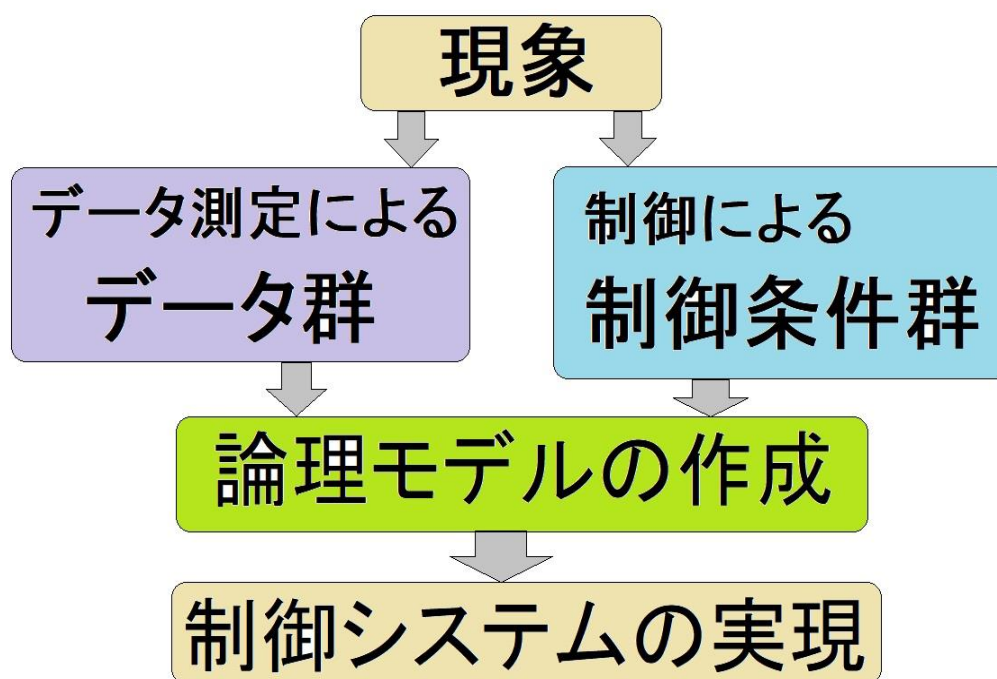 現象
データ測定による
データ群
制御による
制御条件群
論理モデルの作成
制御システムの実現